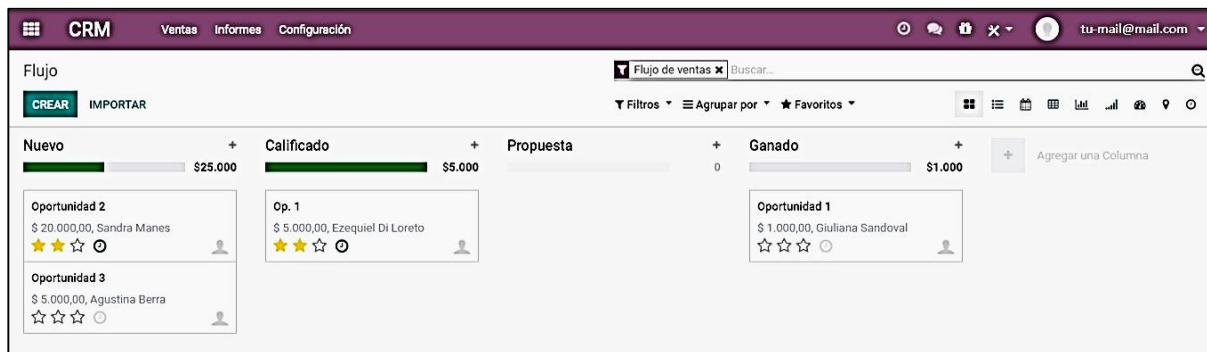 CRM Ventas Informes Configuración tu-mail@mail.com
Flujo
Flujo de ventas Buscar...
CREAR IMPORTAR
Filtros Agrupar por Favoritos
Nuevo
$25.000
Oportunidad 2
$ 20.000,00, Sandra Manes
Oportunidad 3
$ 5.000,00, Agustina Berra
Calificado
$5.000
Op. 1
$ 5.000,00, Ezequiel Di Loreto
Propuesta
0
Ganado
$1.000
Oportunidad 1
$ 1.000,00, Giuliana Sandoval
Agregar una Columna